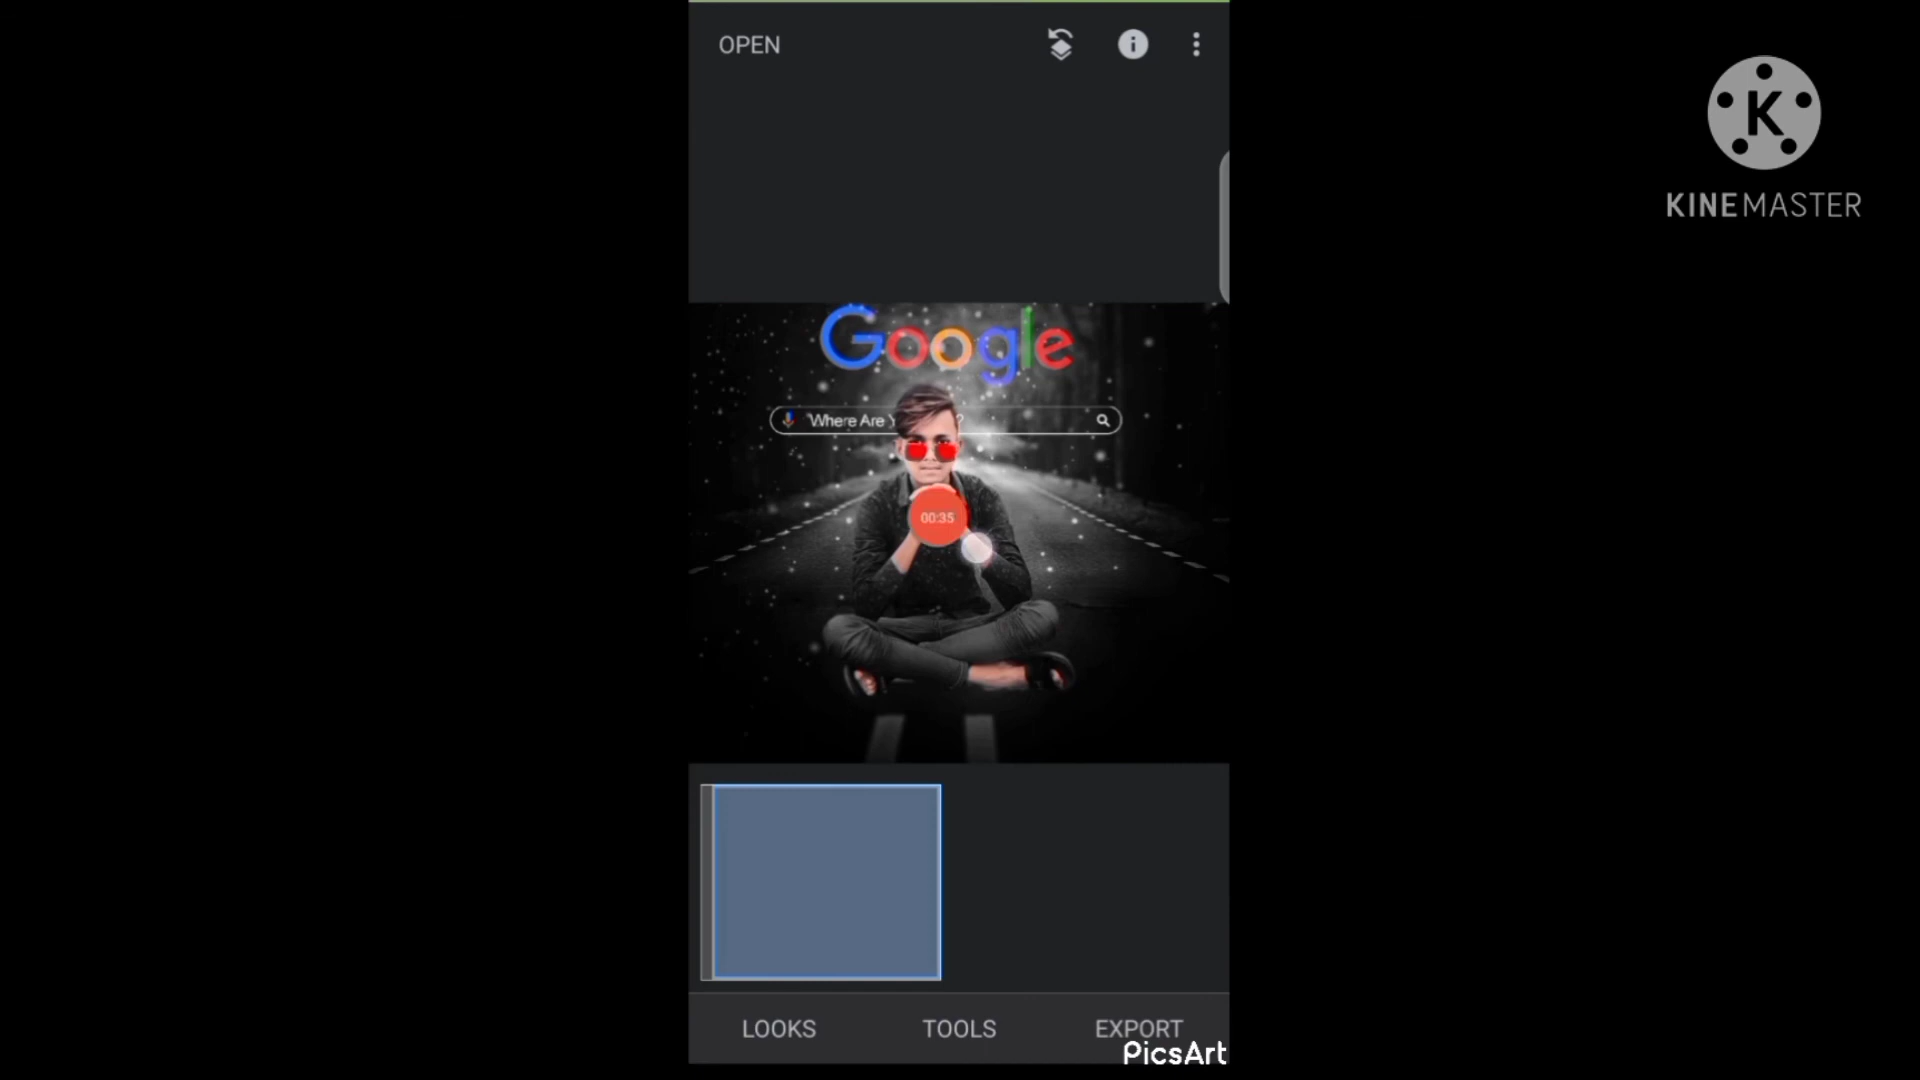 OPEN
K
KINEMASTER
Google
"Where Are
00:35
LOOKS
TOOLS
EXPORT
PicsArt